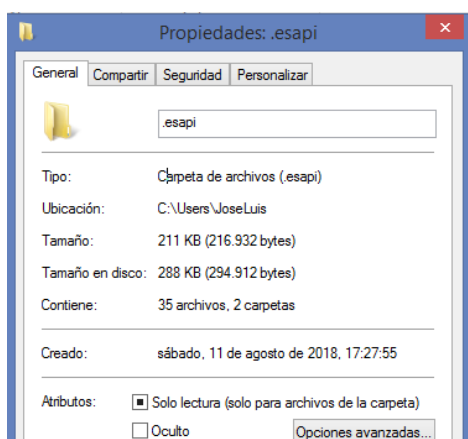 Propiedades: .esapi
General Compartir Seguridad Personalizar
.esapi
Tipo: Carpeta de archivos (.esapi)
Ubicación: C:\Users\JoseLuis
Tamaño: 211 KB (216.932 bytes)
Tamaño en disco: 288 KB (294.912 bytes)
Contiene: 35 archivos, 2 carpetas
Creado: sábado, 11 de agosto de 2018, 17:27:55
Atributos: Solo lectura (solo para archivos de la carpeta)
Oculto Opciones avanzadas...